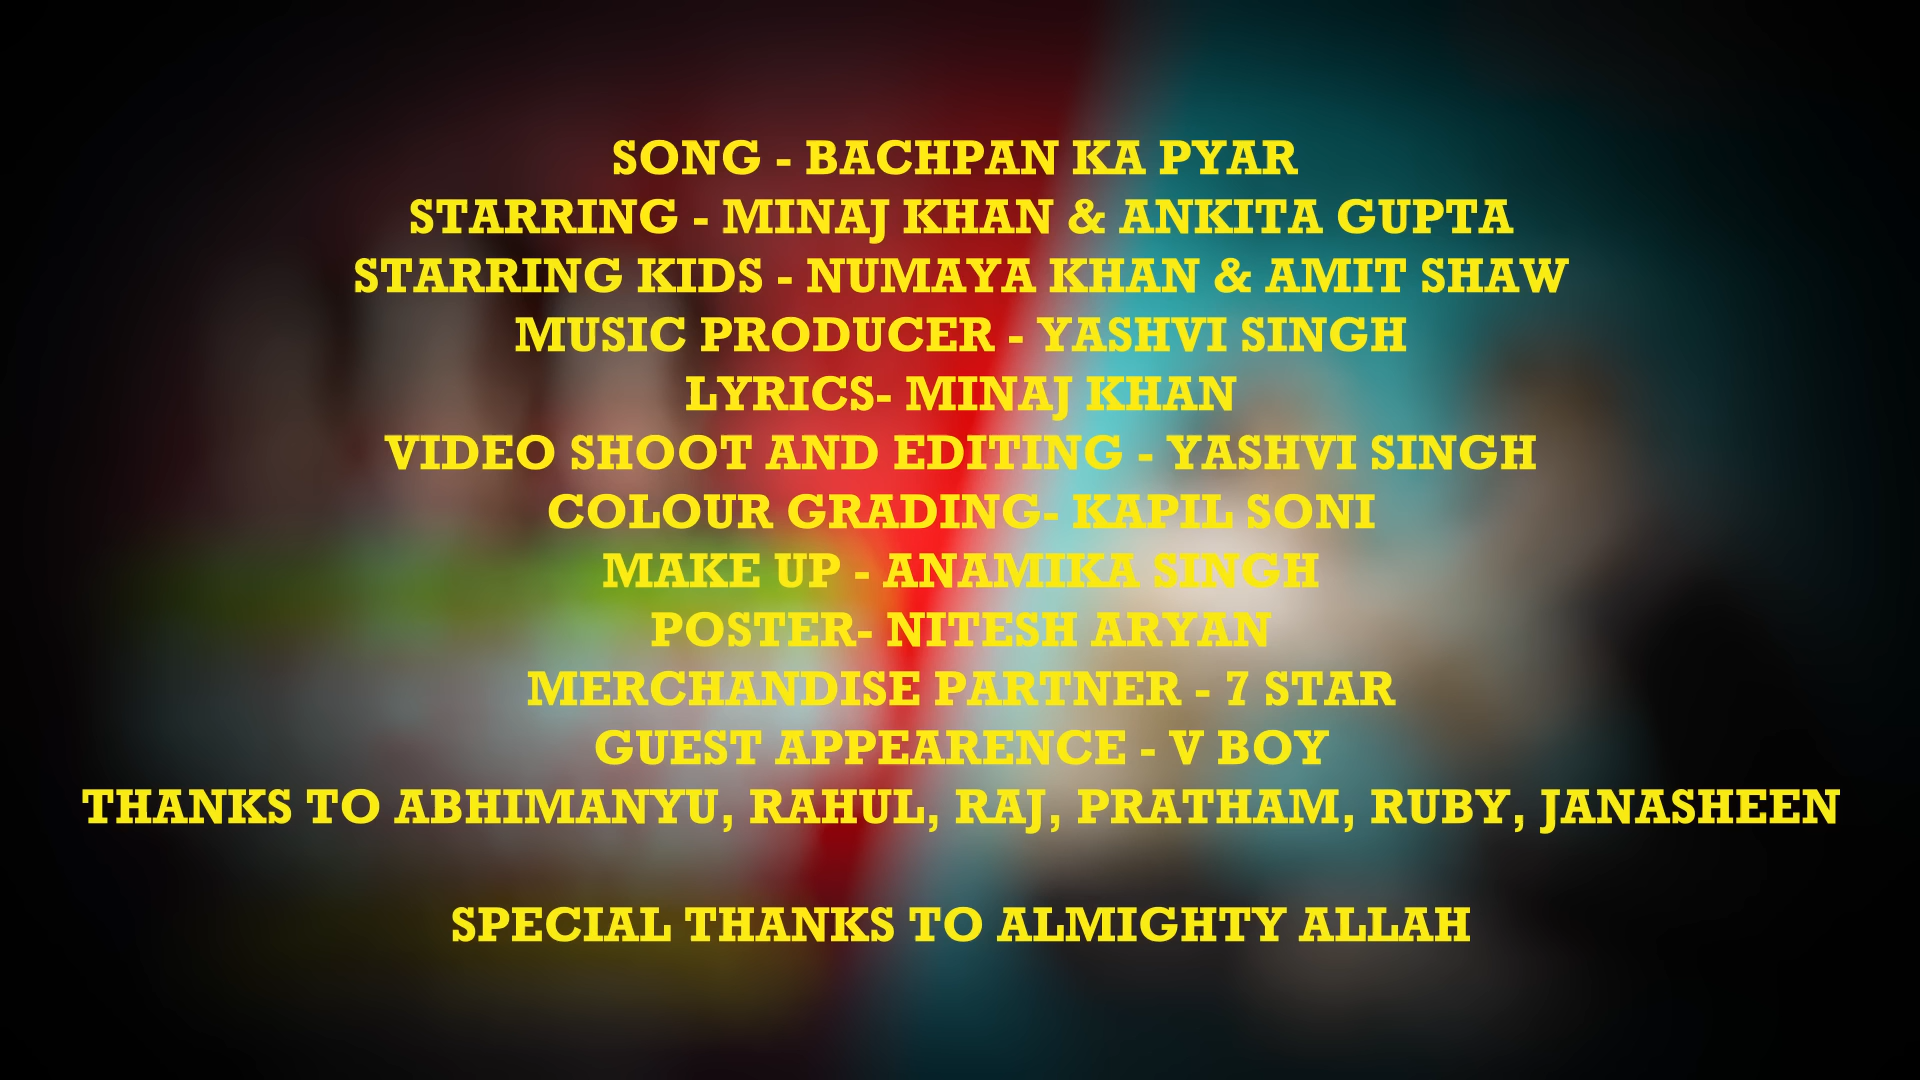 SONG - BACHPAN KA PYAR
STARRING - MINAJ KHAN & ANKITA GUPTA
STARRING KIDS - NUMAYA KHAN & AMIT SHAW
MUSIC PRODUCER - YASHVI SINGH
LYRICS- MINAJ KHAN
VIDEO SHOOT AND EDITING - YASHVI SINGH
COLOUR GRADING- KAPIL SONI
MAKE UP - ANAMIKA SINGH
POSTER- NITESH ARYAN
MERCHANDISE PARTNER - 7 STAR
GUEST APPEARENCE - V BOY
THANKS TO ABHIMANYU, RAHUL, RAJ, PRATHAM, RUBY, JANASHEEN
SPECIAL THANKS TO ALMIGHTY ALLAH